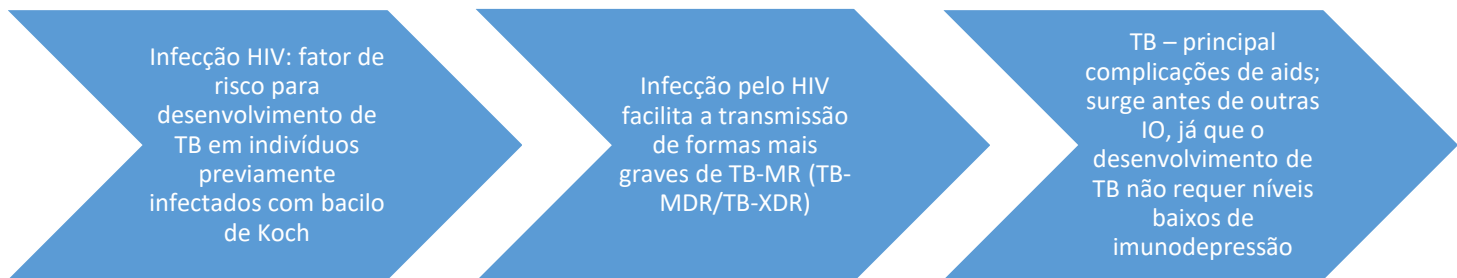 Infecção HIV: fator de
risco para
desenvolvimento de
TB em indivíduos
previamente
infectados com bacilo
de Koch
Infecção pelo HIV
facilita a transmissão
de formas mais
graves de TB-MR (TB-
MDR/TB-XDR)
TB – principal
complicações de aids;
surge antes de outras
IO, já que o
desenvolvimento de
TB não requer níveis
baixos de
imunodepressão